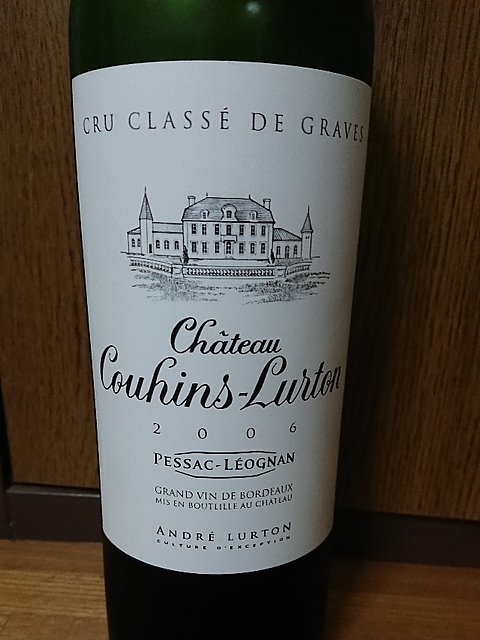 CRU CLASSÉ DE GRAVES
Château
Couhins-Lurton
2006
PESSAC-LÉOGNAN
GRAND VIN DE BORDEAUX
MIS EN BOUTEILLE AU CHÂTEAU
ANDRÉ LURTON
CULTURE D'EXCEPTION